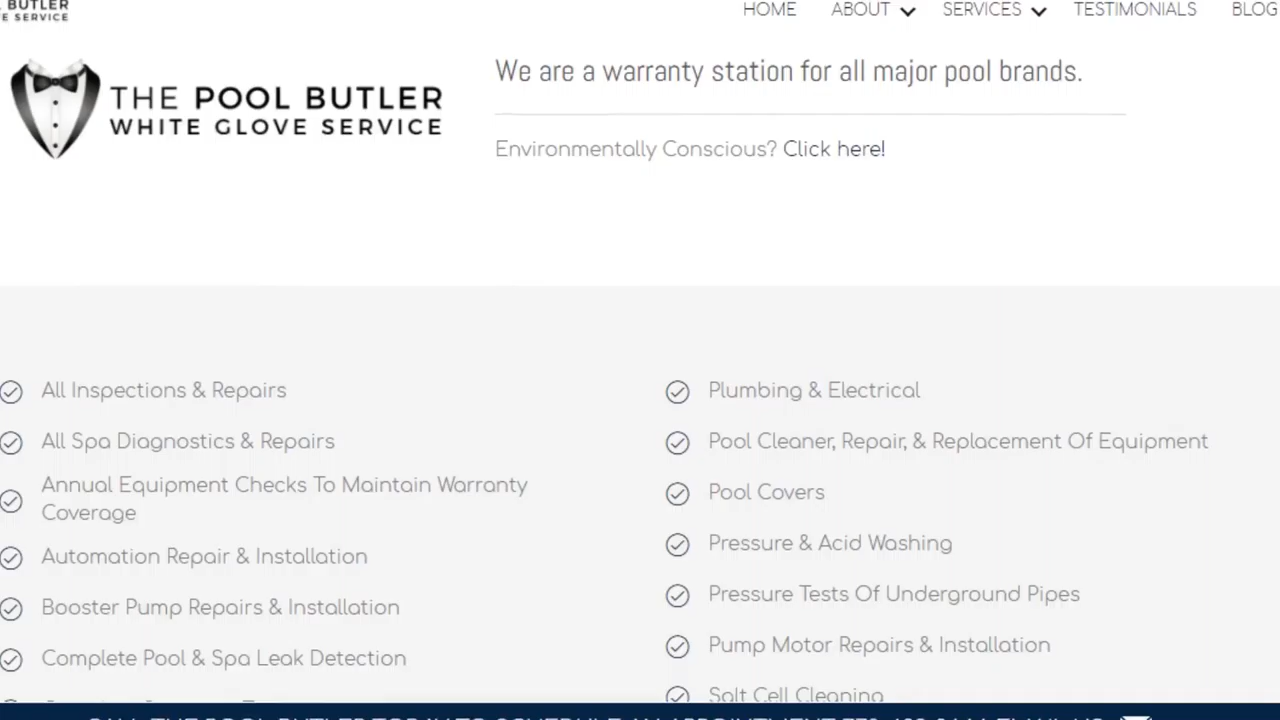 BUTLER
SERVICE
HOME ABOUT SERVICES TESTIMONIALS BLOG
THE POOL BUTLER
WHITE GLOVE SERVICE
We are a warranty station for all major pool brands.
Environmentally Conscious? Click here!
All Inspections & Repairs
All Spa Diagnostics & Repairs
Annual Equipment Checks To Maintain Warranty
Coverage
Automation Repair & Installation
Booster Pump Repairs & Installation
Complete Pool & Spa Leak Detection
Plumbing & Electrical
Pool Cleaner, Repair, & Replacement Of Equipment
Pool Covers
Pressure & Acid Washing
Pressure Tests Of Underground Pipes
Pump Motor Repairs & Installation
Salt Cell Cleaning